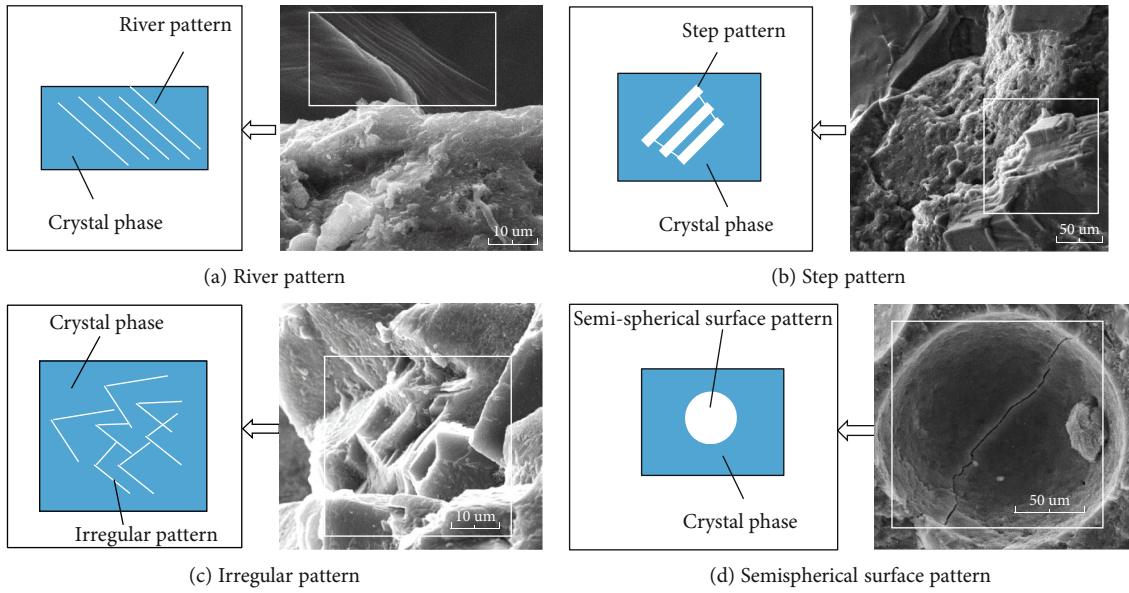 River pattern
Crystal phase
10 um
(a) River pattern
Step pattern
Crystal phase
50 um
(b) Step pattern
Crystal phase
Irregular pattern
10 um
(c) Irregular pattern
Semi-spherical surface pattern
Crystal phase
50 um
(d) Semispherical surface pattern